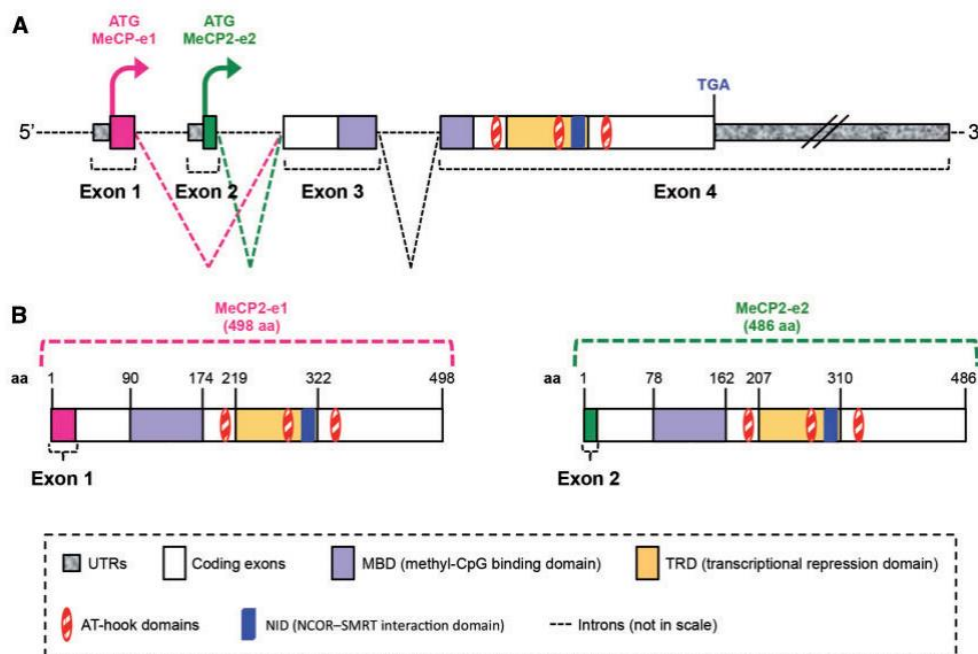 A
ATG
MeCP-e1
ATG
MeCP2-e2
TGA
5'
3'
Exon 1
Exon 2
Exon 3
Exon 4
B
MeCP2-e1
(498 aa)
MeCP2-e2
(486 aa)
aa 1 90 174 219 322 498
aa 1 78 162 207 310 486
Exon 1
Exon 2
UTRs
Coding exons
MBD (methyl-CpG binding domain)
TRD (transcriptional repression domain)
AT-hook domains
NID (NCOR–SMRT interaction domain)
Introns (not in scale)